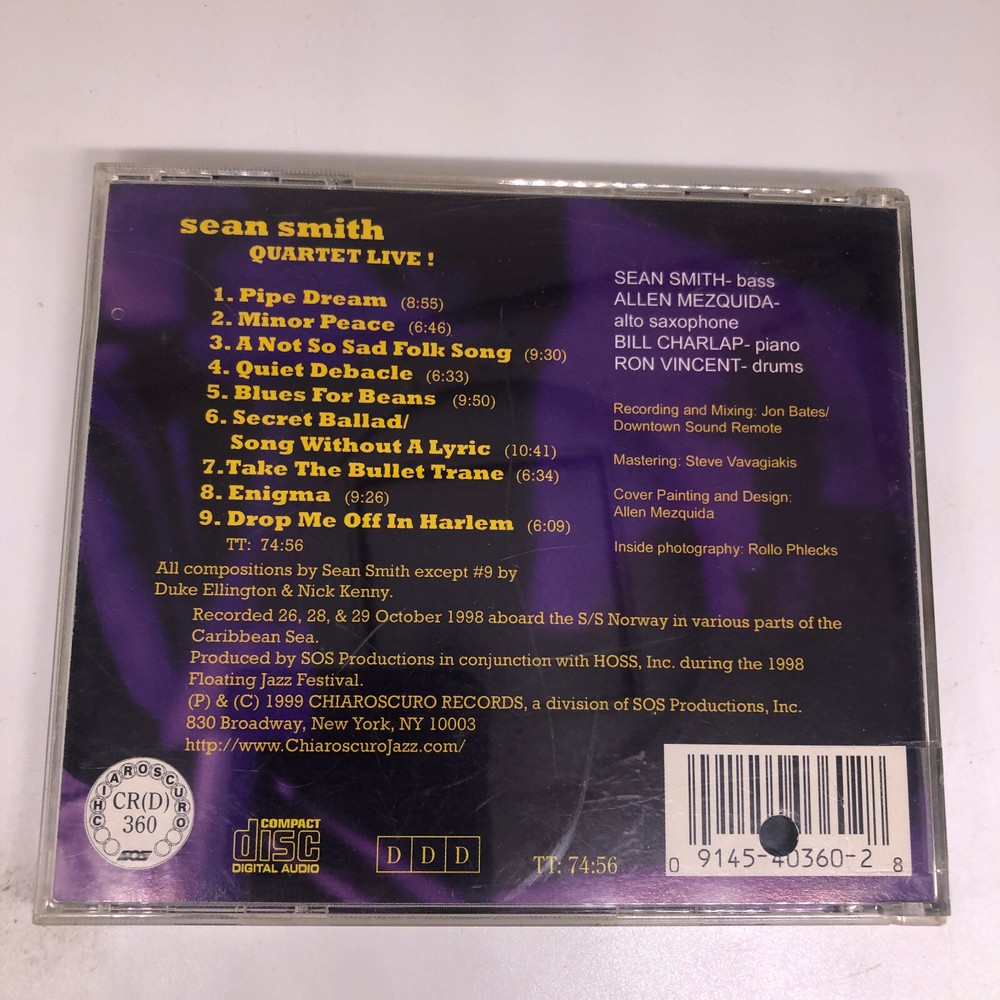 sean smith
QUARTET LIVE !
1. Pipe Dream (8:55)
2. Minor Peace (6:46)
3. A Not So Sad Folk Song (9:30)
4. Quiet Debacle (6:33)
5. Blues For Beans (9:50)
6. Secret Ballad/
Song Without A Lyric (10:41)
7.Take The Bullet Trane (6:34)
8. Enigma (9:26)
9. Drop Me Off In Harlem (6:09)
TT: 74:56
All compositions by Sean Smith except #9 by
Duke Ellington & Nick Kenny.
Recorded 26, 28, & 29 October 1998 aboard the S/S Norway in various parts of the
Caribbean Sea.
Produced by SOS Productions in conjunction with HOSS, Inc. during the 1998
Floating Jazz Festival.
(P) & (C) 1999 CHIAROSCURO RECORDS, a division of SOS Productions, Inc.
830 Broadway, New York, NY 10003
http://www.ChiaroscuroJazz.com/
SEAN SMITH- bass
ALLEN MEZQUIDA-
alto saxophone
BILL CHARLAP- piano
RON VINCENT- drums
Recording and Mixing: Jon Bates/
Downtown Sound Remote
Mastering: Steve Vavagiakis
Cover Painting and Design:
Allen Mezquida
Inside photography: Rollo Phlecks
CHIAROSCURO
CR(D)
360
SOS
COMPACT
disc
DIGITAL AUDIO
D D D
TT: 74:56
0 9145-40360-2 8